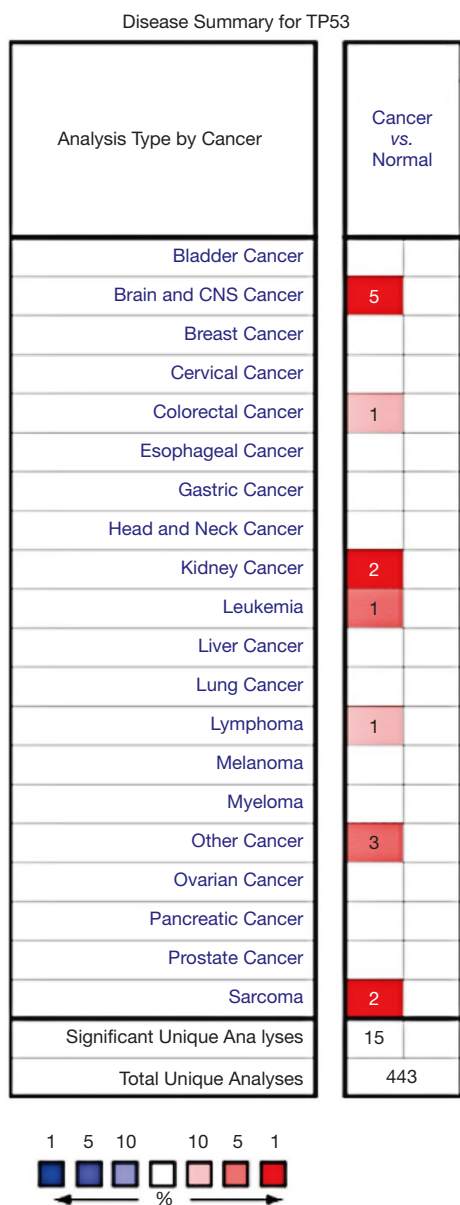 Disease Summary for TP53
Analysis Type by Cancer
Cancer
vs.
Normal
Bladder Cancer
Brain and CNS Cancer 5
Breast Cancer
Cervical Cancer
Colorectal Cancer 1
Esophageal Cancer
Gastric Cancer
Head and Neck Cancer
Kidney Cancer 2
Leukemia 1
Liver Cancer
Lung Cancer
Lymphoma 1
Melanoma
Myeloma
Other Cancer 3
Ovarian Cancer
Pancreatic Cancer
Prostate Cancer
Sarcoma 2
Significant Unique Ana lyses 15
Total Unique Analyses 443
1 5 10 10 5 1
%